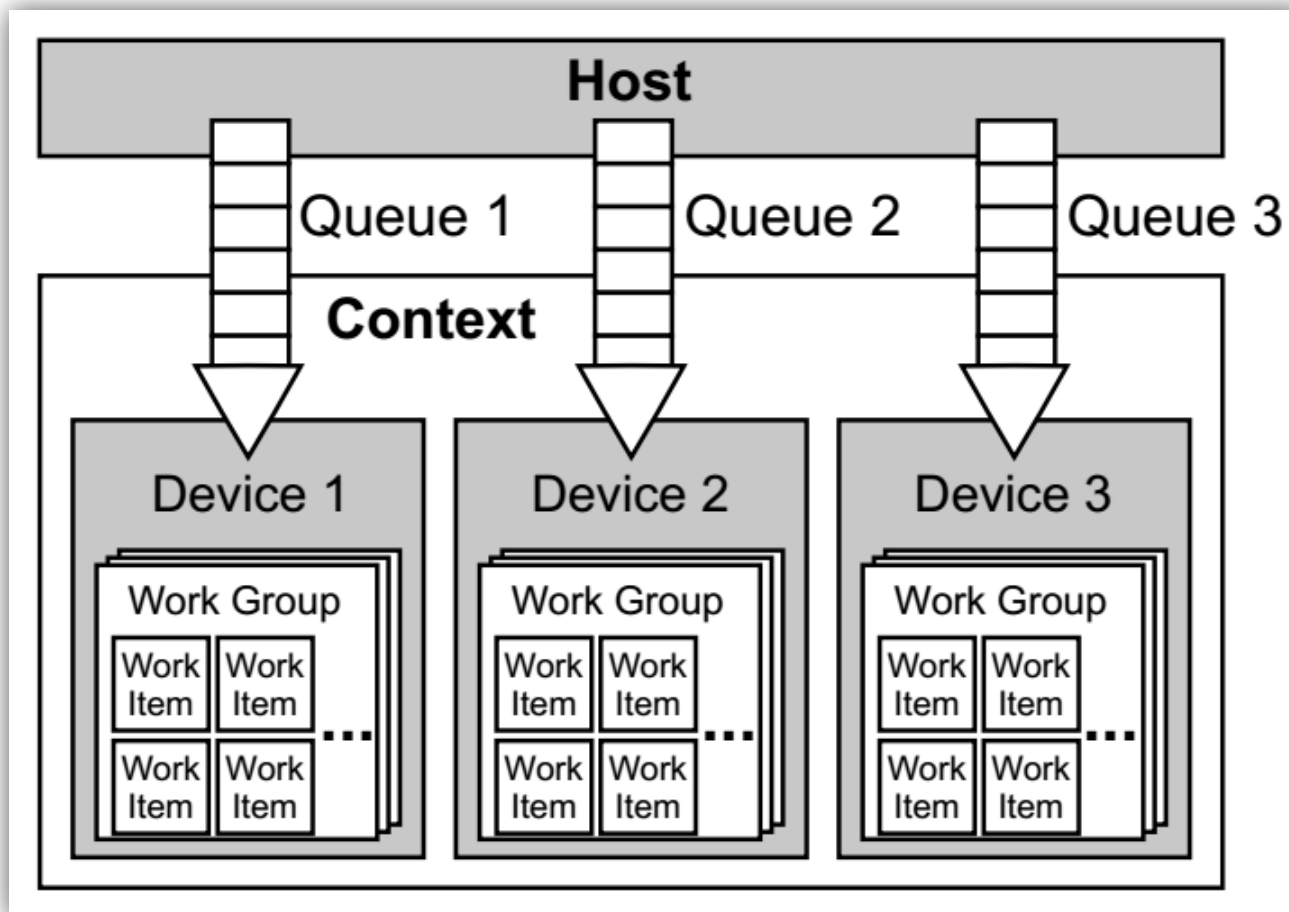 Host
Queue 1
Queue 2
Queue 3
Context
Device 1
Device 2
Device 3
Work Group
Work Group
Work Group
Work Item
Work Item
...
Work Item
Work Item
Work Item
Work Item
...
Work Item
Work Item
Work Item
Work Item
...
Work Item
Work Item